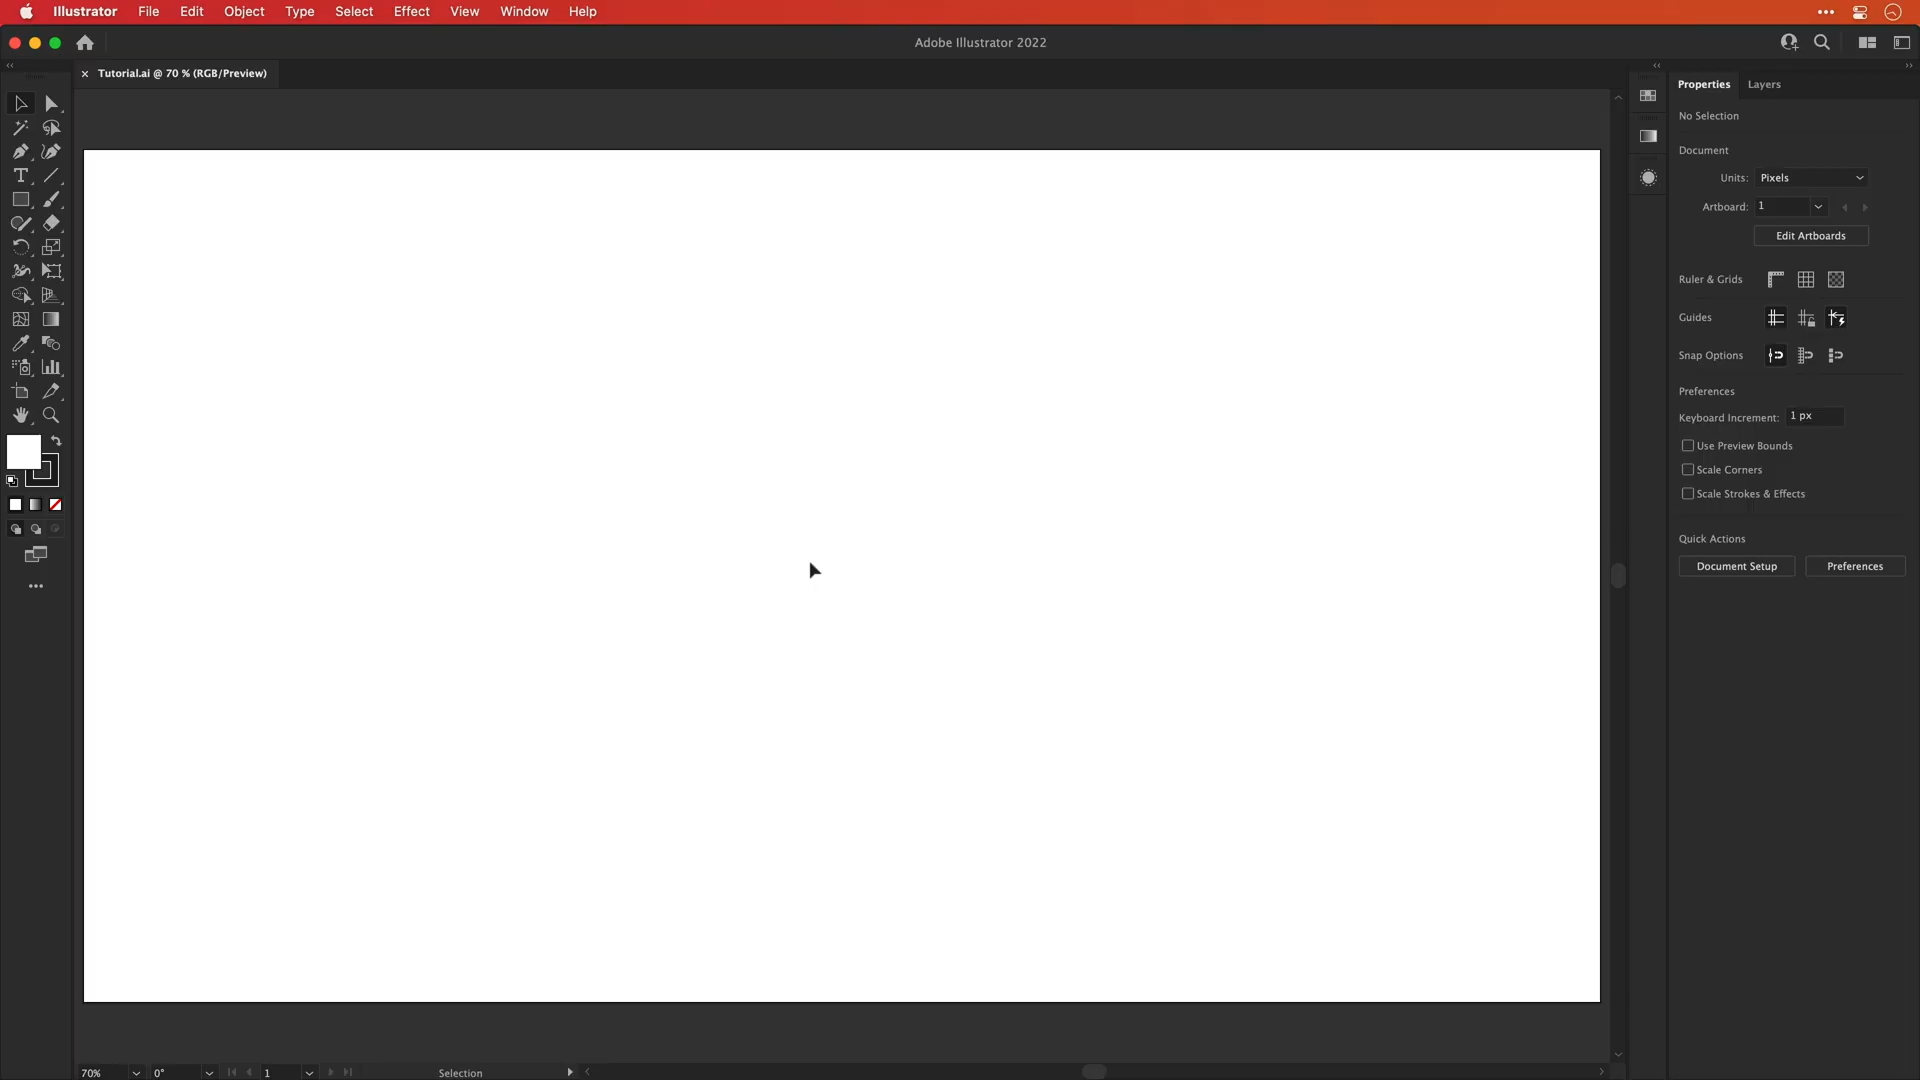 Illustrator File Edit Object Type Select Effect View Window Help
Adobe Illustrator 2022
Tutorial.ai @ 70 % (RGB/Preview)
Properties Layers
No Selection
Document
Units: Pixels
Artboard: 1
Edit Artboards
Ruler & Grids
Guides
Snap Options
Preferences
Keyboard Increment: 1 px
Use Preview Bounds
Scale Corners
Scale Strokes & Effects
Quick Actions
Document Setup Preferences
70% 0° 1 Selection